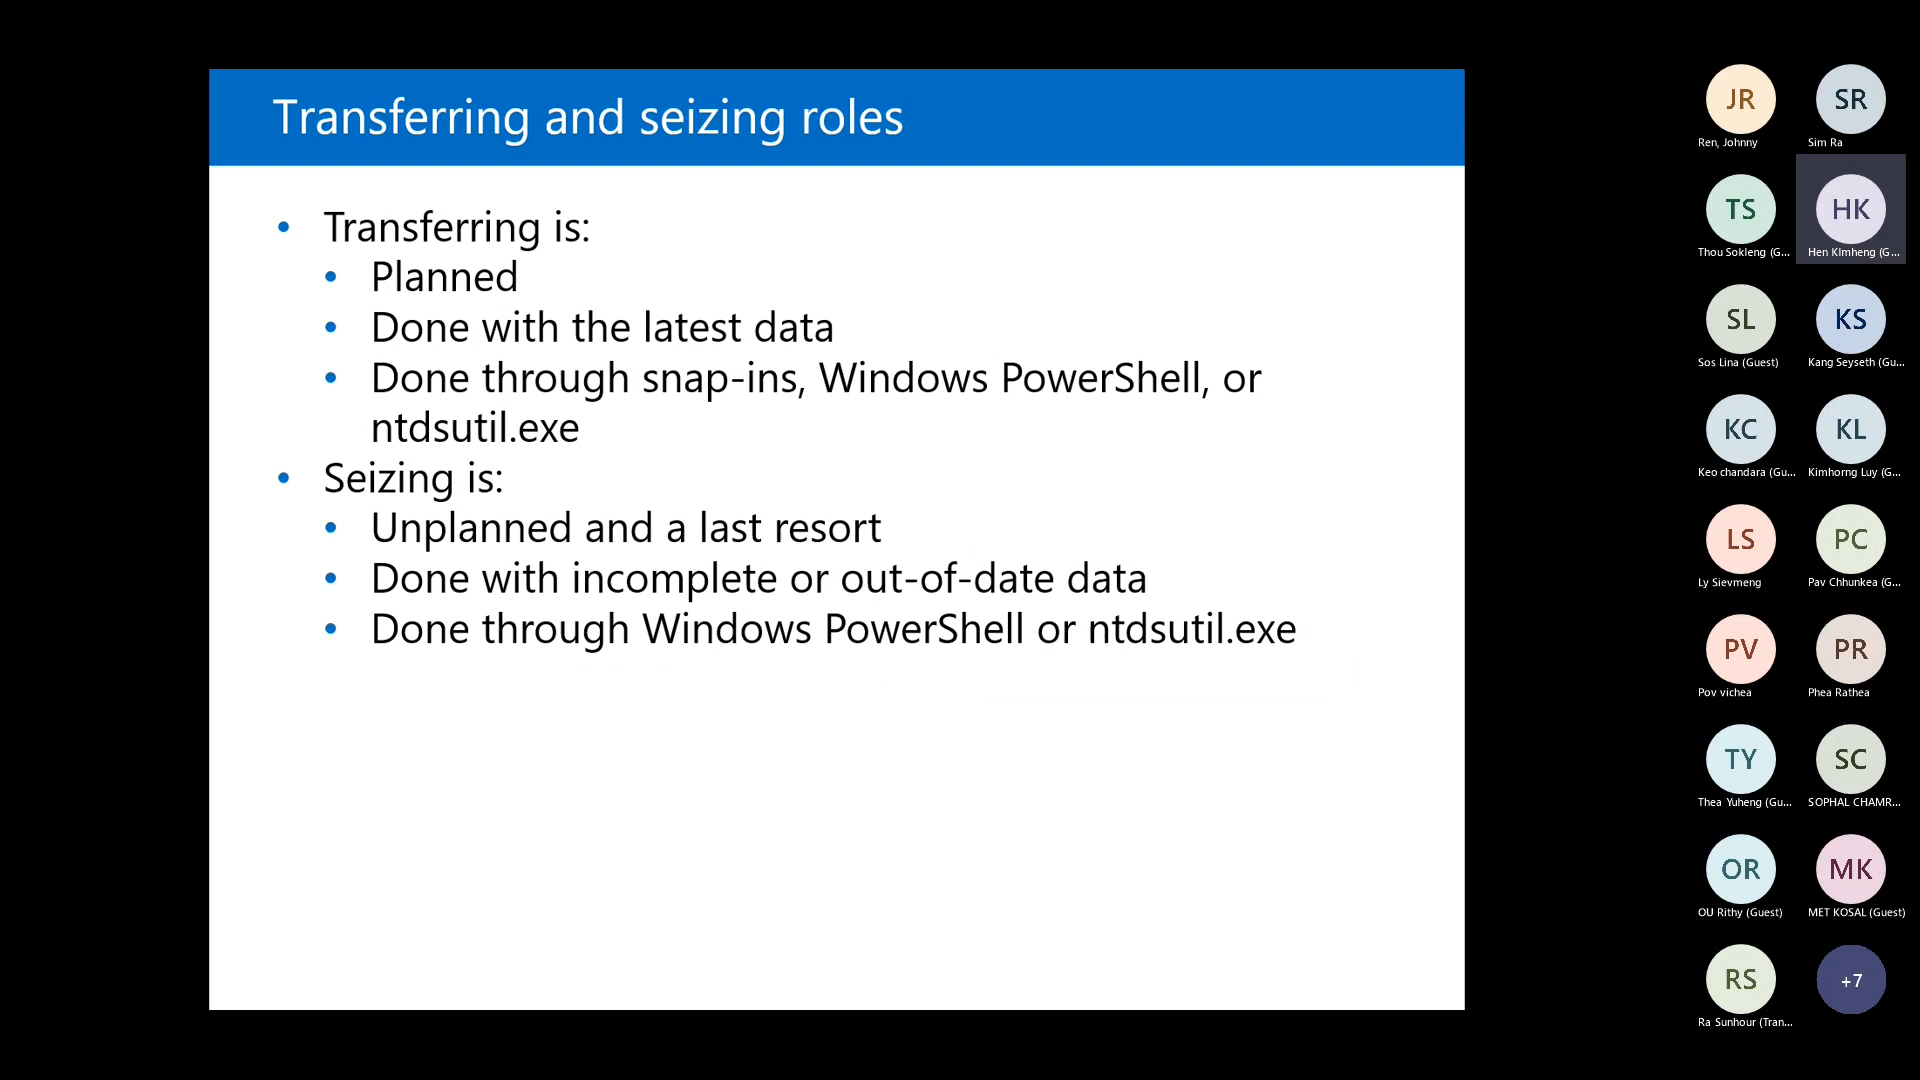 Transferring and seizing roles
• Transferring is:
• Planned
• Done with the latest data
• Done through snap-ins, Windows PowerShell, or
ntdsutil.exe
• Seizing is:
• Unplanned and a last resort
• Done with incomplete or out-of-date data
• Done through Windows PowerShell or ntdsutil.exe
JR SR
Ren, Johnny Sim Ra
TS HK
Thou Sokleng (G... Hen KImheng (G...
SL KS
Sos Lina (Guest) Kang Seyseth (Gu...
KC KL
Keo chandara (Gu... Kimhorng Luy (G...
LS PC
Ly Sievmeng Pav Chhunkea (G...
PV PR
Pov vichea Phea Rathea
TY SC
Thea Yuheng (Gu... SOPHAL CHAMR...
OR MK
OU Rithy (Guest) MET KOSAL (Guest)
RS +7
Ra Sunhour (Tran...